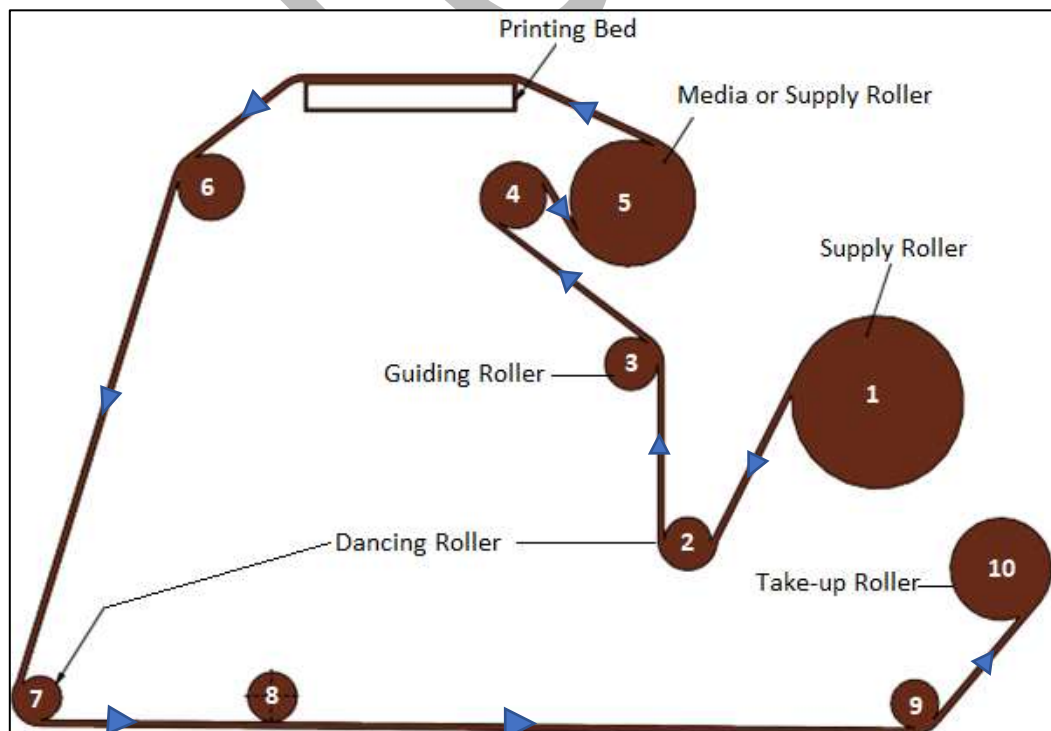 Printing Bed
Media or Supply Roller
6
4
5
Supply Roller
3
Guiding Roller
1
Dancing Roller
2
10
Take-up Roller
7
8
9